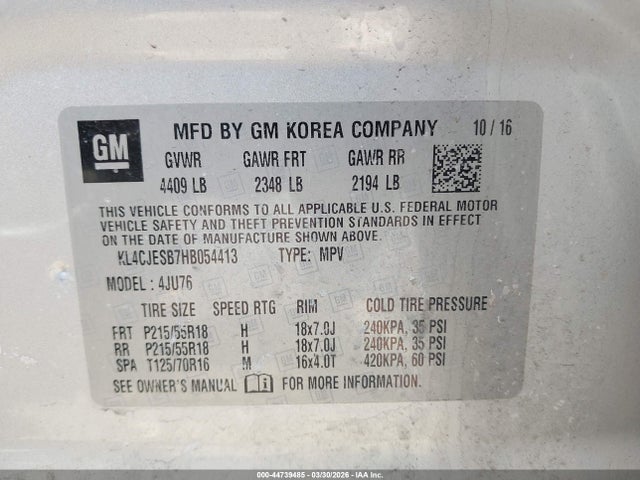 GM MFD BY GM KOREA COMPANY 10/16
GVWR GAWR FRT GAWR RR
4409 LB 2348 LB 2194 LB
THIS VEHICLE CONFORMS TO ALL APPLICABLE U.S. FEDERAL MOTOR
VEHICLE SAFETY AND THEFT PREVENTION STANDARDS IN EFFECT
ON THE DATE OF MANUFACTURE SHOWN ABOVE.
KL4CJESB7HB054413 TYPE: MPV
MODEL: 4JU76
TIRE SIZE SPEED RTG RIM COLD TIRE PRESSURE
FRT P215/55R18 H 18x7.0J 240KPA, 35 PSI
RR P215/55R18 H 18x7.0J 240KPA, 35 PSI
SPA T125/70R16 M 16x4.0T 420KPA, 60 PSI
SEE OWNER'S MANUAL FOR MORE INFORMATION.
000-44739485 - 03/30/2026 - IAA Inc.